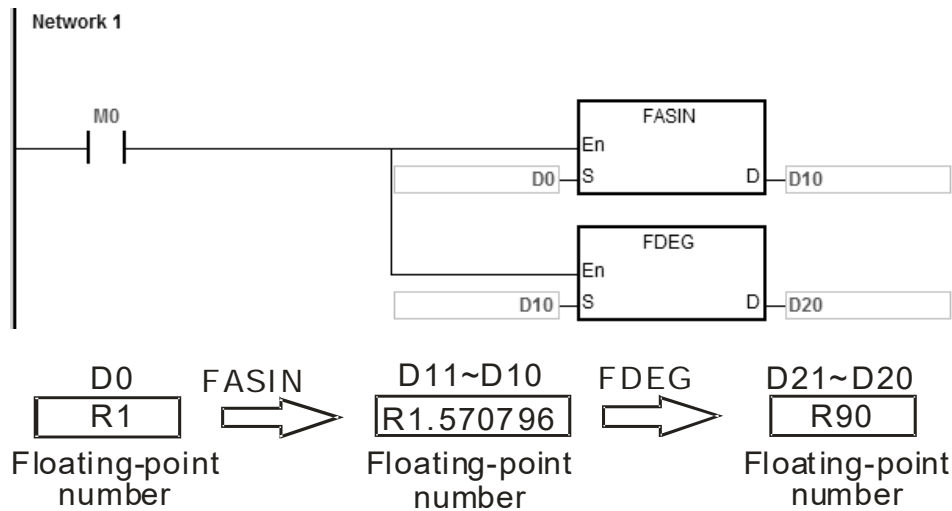 Network 1
M0
FASIN
En
D0 S D D10
FDEG
En
D10 S D D20
D0 FASIN D11~D10 FDEG D21~D20
R1 R1.570796 R90
Floating-point Floating-point Floating-point
number number number